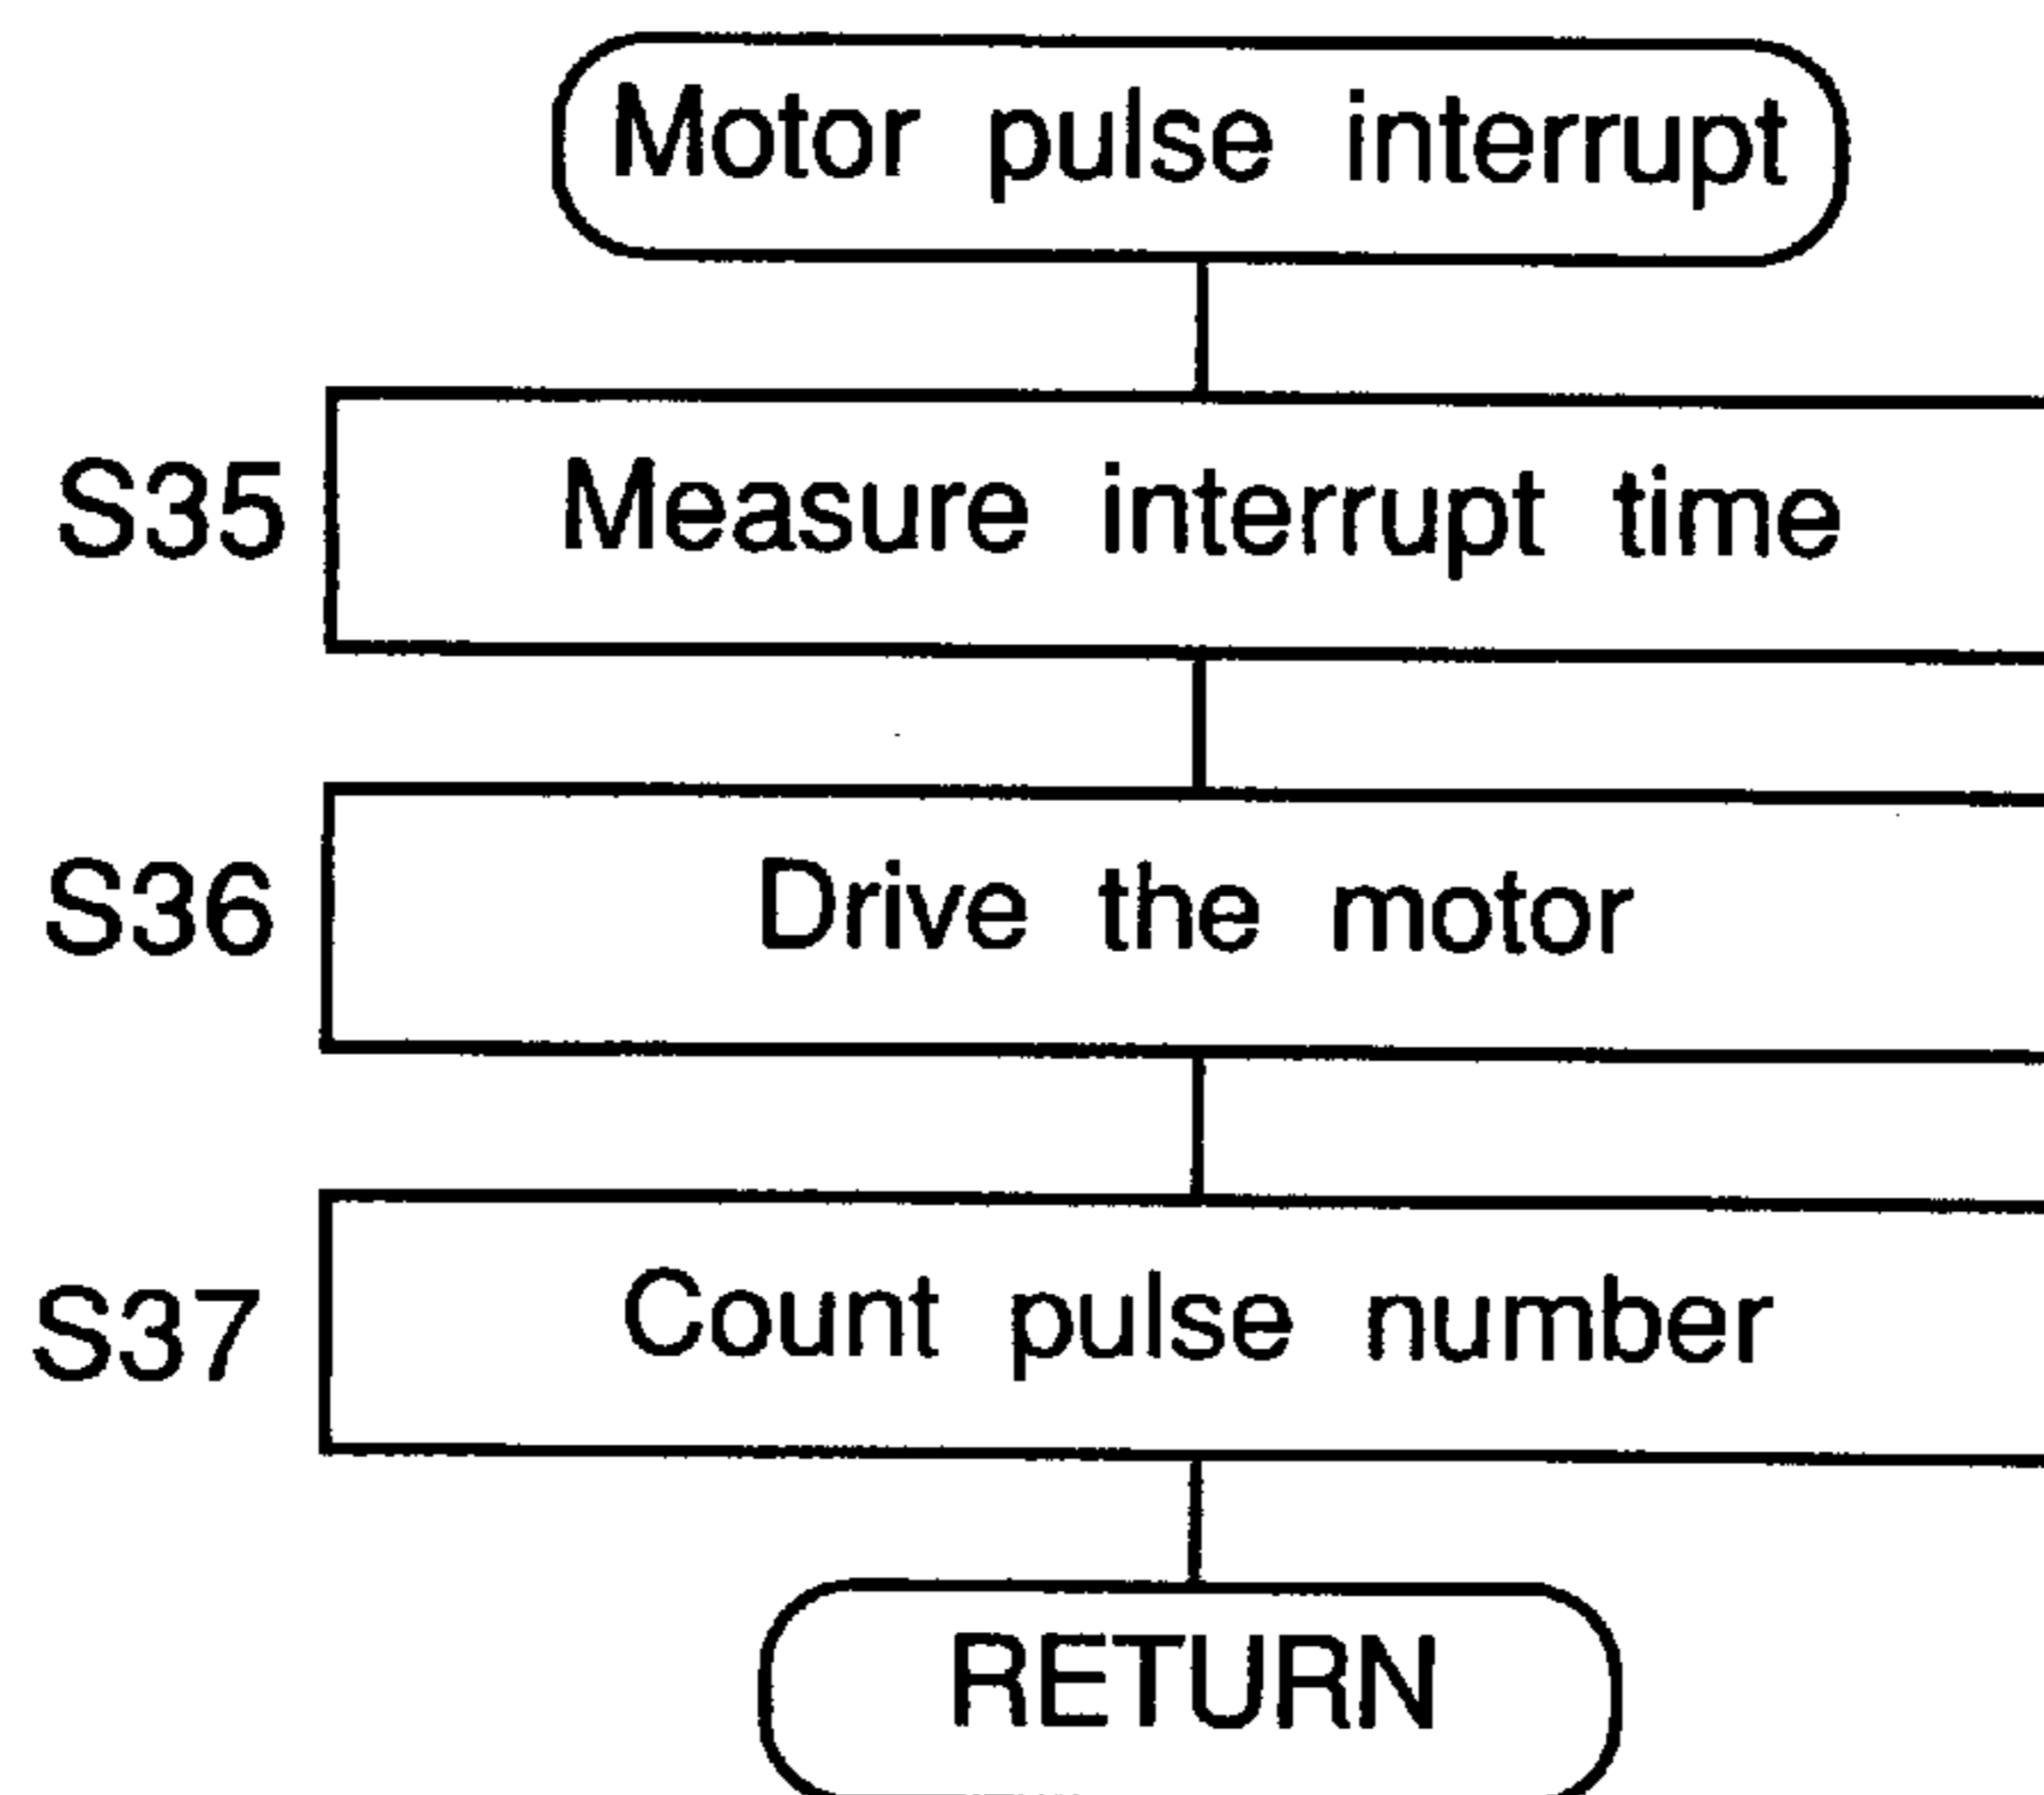 Motor pulse interrupt
S35 Measure interrupt time
S36 Drive the motor
S37 Count pulse number
RETURN